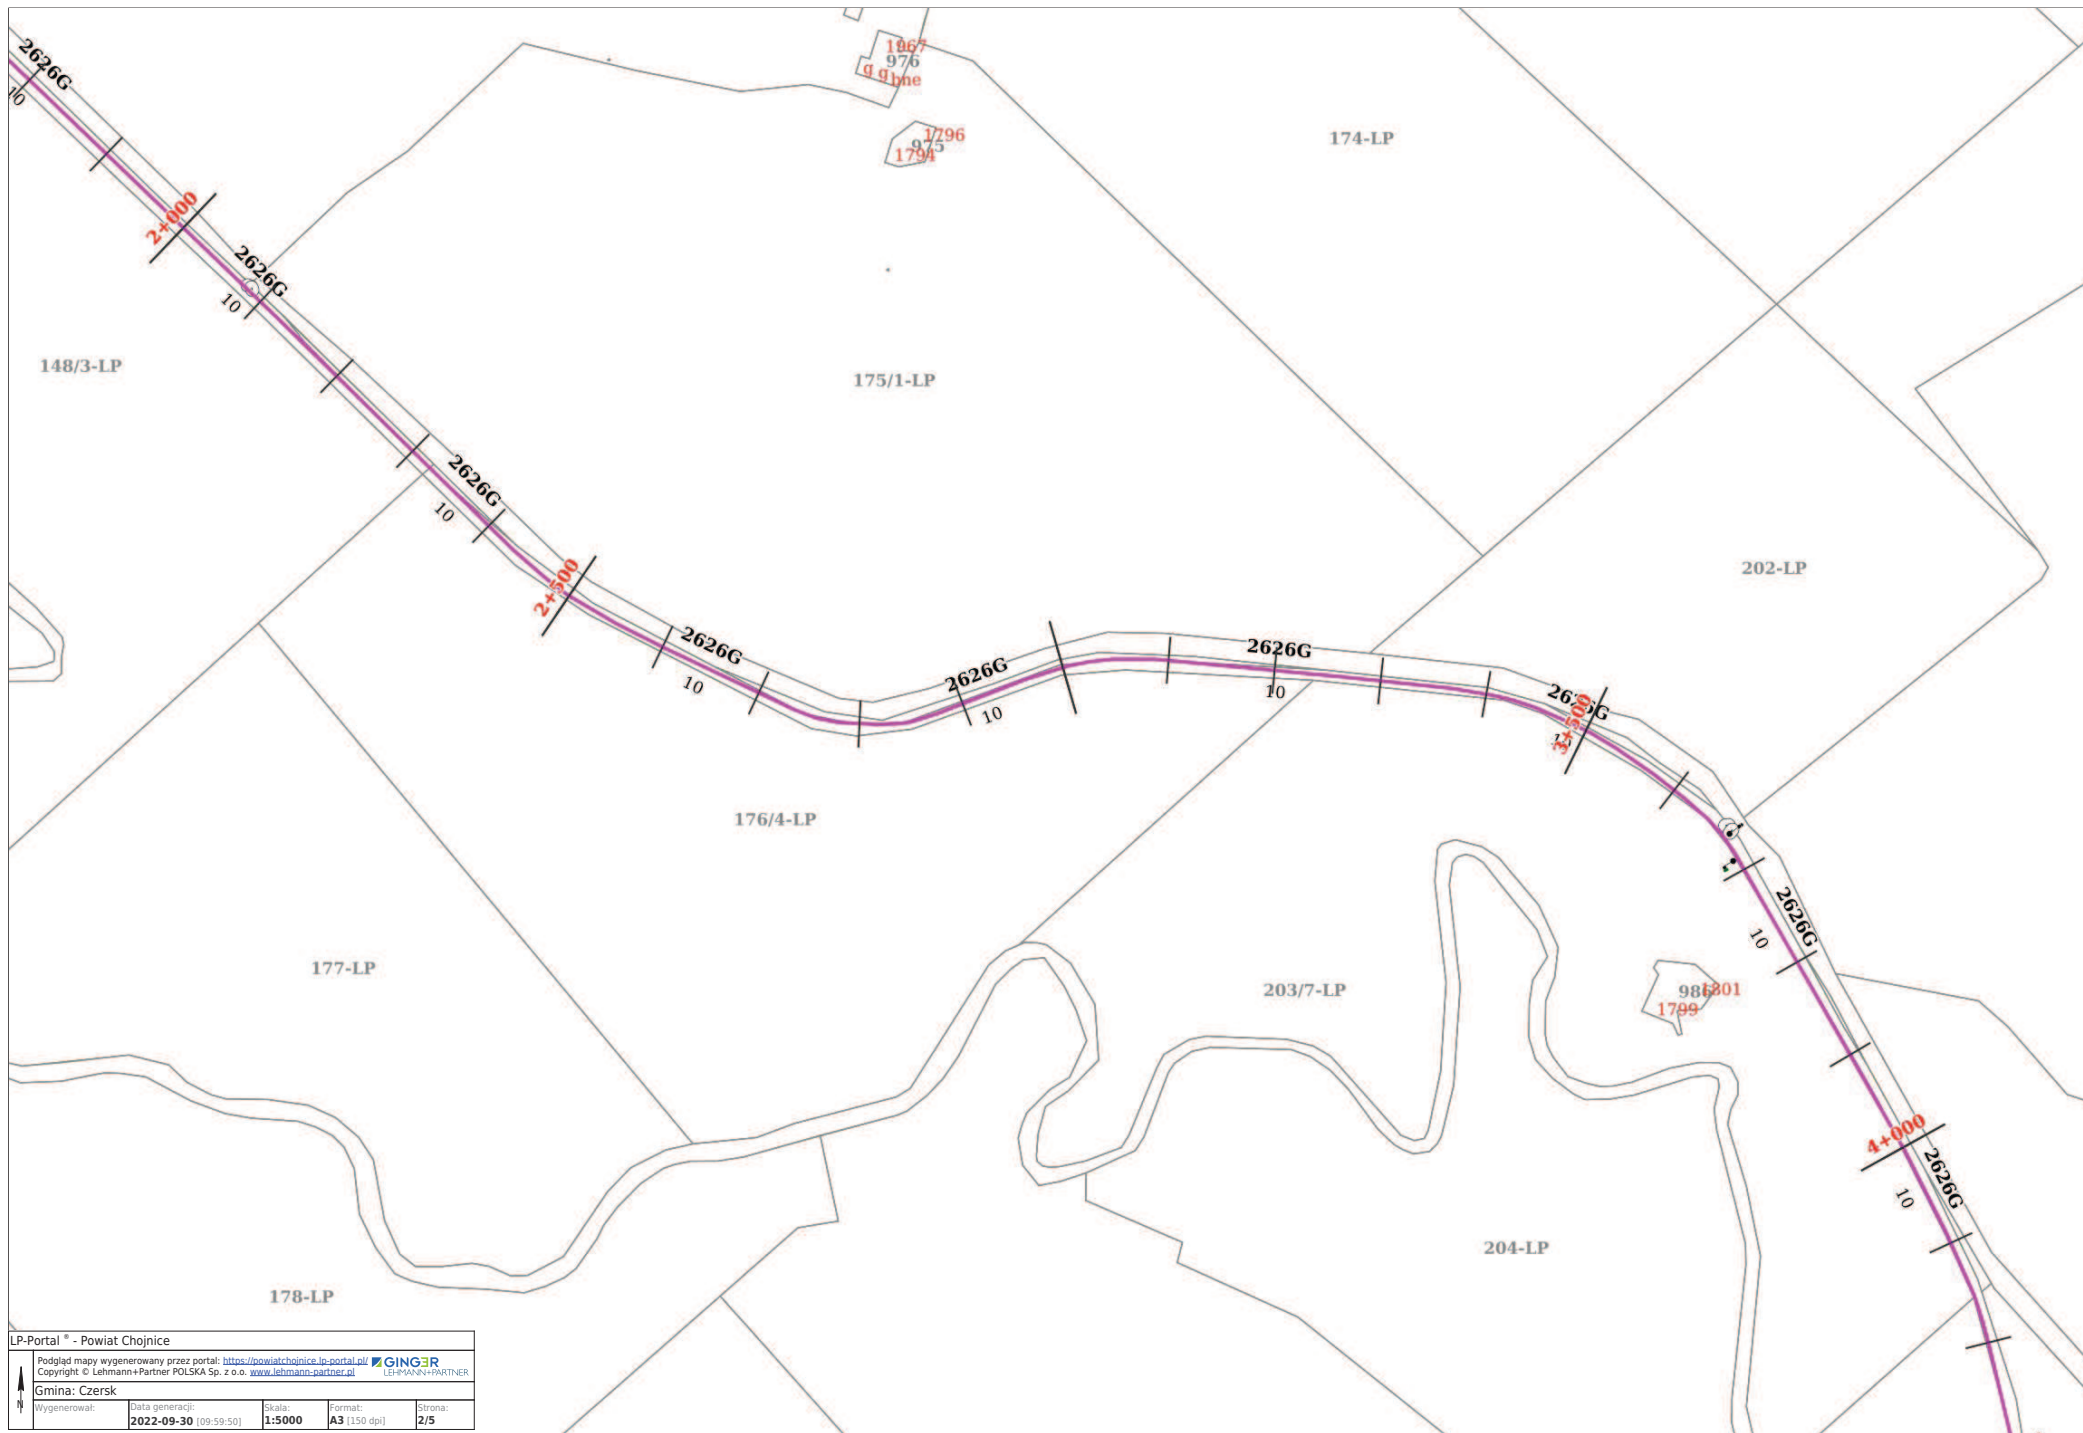 2626G
10
1967
976
g g bne
1796
975
1794
174-LP
2+000
2626G
10
148/3-LP
175/1-LP
2626G
10
2+500
202-LP
2626G
10
2626G
10
2626G
10
2626G
3+500
176/4-LP
2626G
10
177-LP
203/7-LP
986
1801
1799
4+000
2626G
10
204-LP
178-LP
LP-Portal ® - Powiat Chojnice
Podgląd mapy wygenerowany przez portal: https://powiatchojnice.lp-portal.pl/
Copyright © Lehmann+Partner POLSKA Sp. z o.o. www.lehmann-partner.pl
GINGER
LEHMANN+PARTNER
N
Gmina: Czersk
Wygenerował:
Data generacji:
2022-09-30 [09:59:50]
Skala:
1:5000
Format:
A3 [150 dpi]
Strona:
2/5